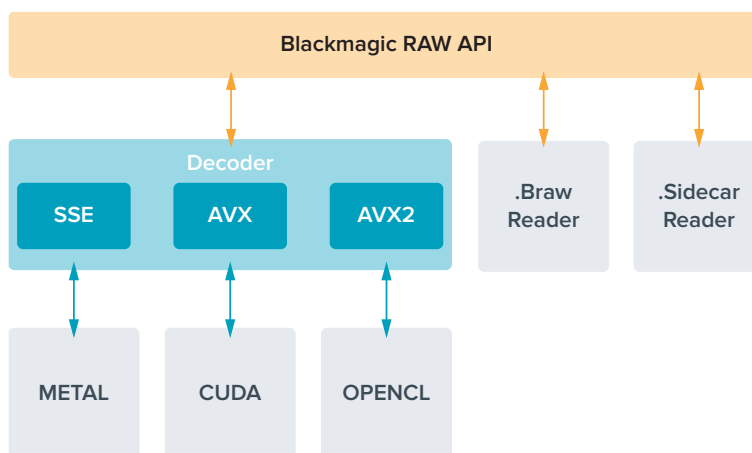 Blackmagic RAW API
Decoder
SSE
AVX
AVX2
.Braw
Reader
.Sidecar
Reader
METAL
CUDA
OPENCL